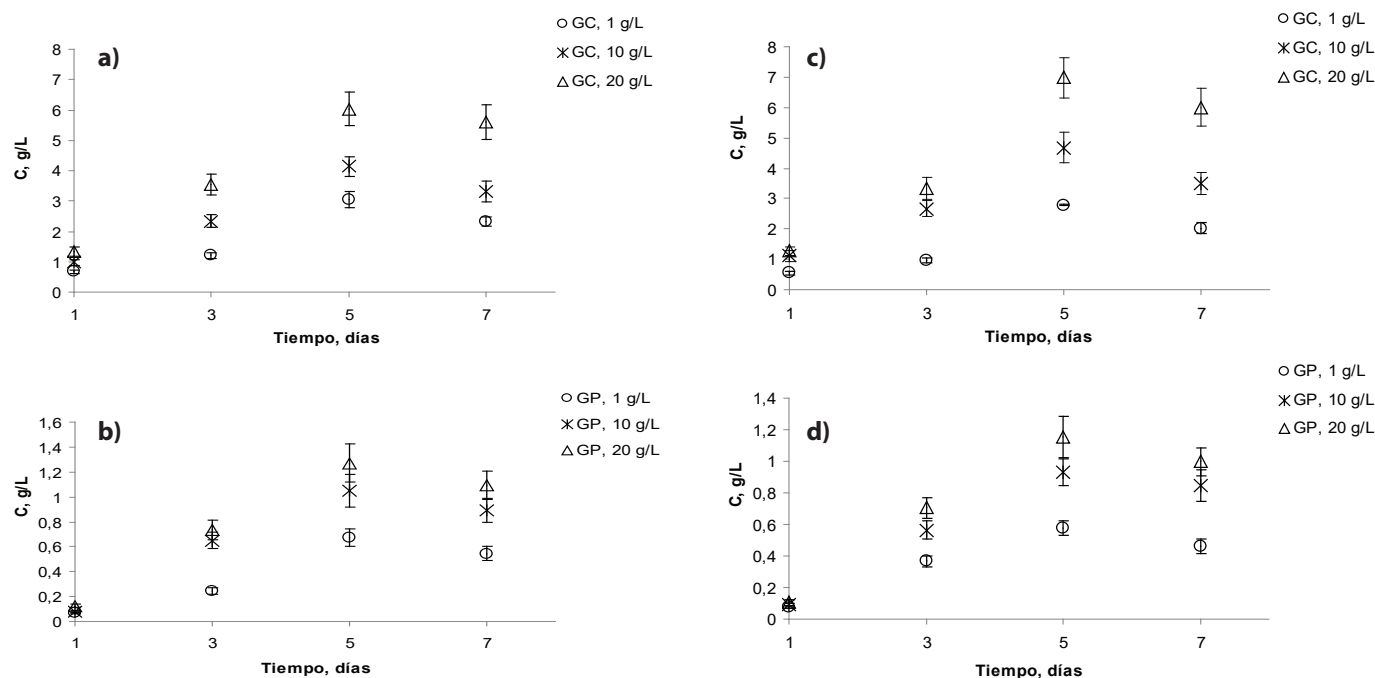 a)
GC, 1 g/L
GC, 10 g/L
GC, 20 g/L
C, g/L
8
7
6
5
4
3
2
1
0
1 3 5 7
Tiempo, días
c)
GC, 1 g/L
GC, 10 g/L
GC, 20 g/L
C, g/L
8
7
6
5
4
3
2
1
0
1 3 5 7
Tiempo, días
b)
GP, 1 g/L
GP, 10 g/L
GP, 20 g/L
C, g/L
1,6
1,4
1,2
1
0,8
0,6
0,4
0,2
0
1 3 5 7
Tiempo, días
d)
GP, 1 g/L
GP, 10 g/L
GP, 20 g/L
C, g/L
1,4
1,2
1
0,8
0,6
0,4
0,2
0
1 3 5 7
Tiempo, días